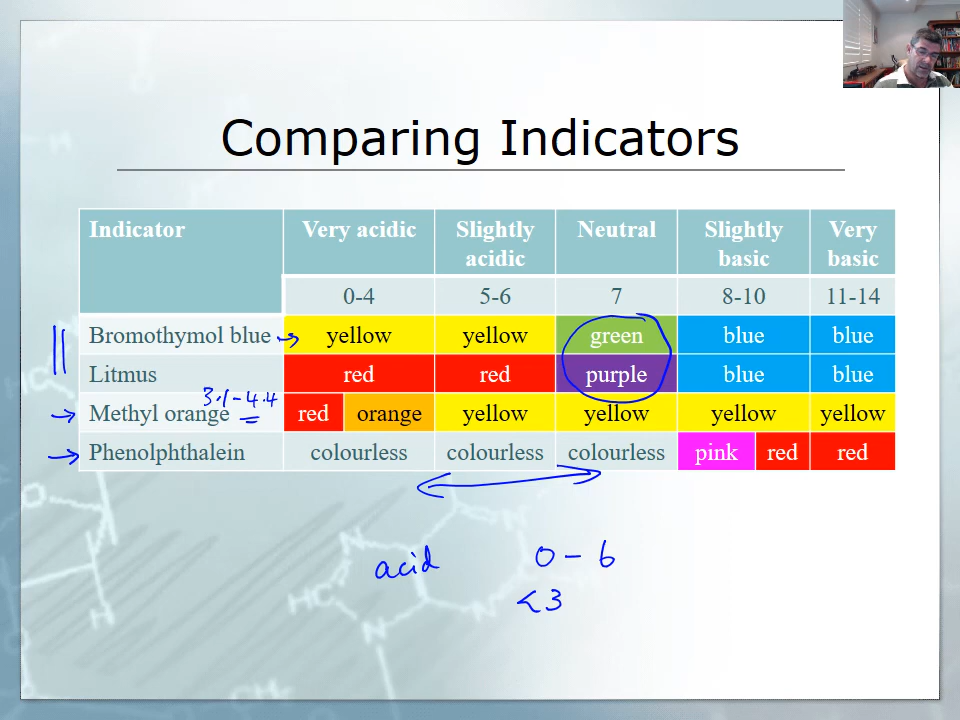 Comparing Indicators
Indicator Very acidic Slightly acidic Neutral Slightly basic Very basic
0-4 5-6 7 8-10 11-14
Bromothymol blue yellow yellow green blue blue
Litmus red red purple blue blue
3.1-4.4
Methyl orange red orange yellow yellow yellow yellow
Phenolphthalein colourless colourless colourless pink red red
acid 0-6
<3